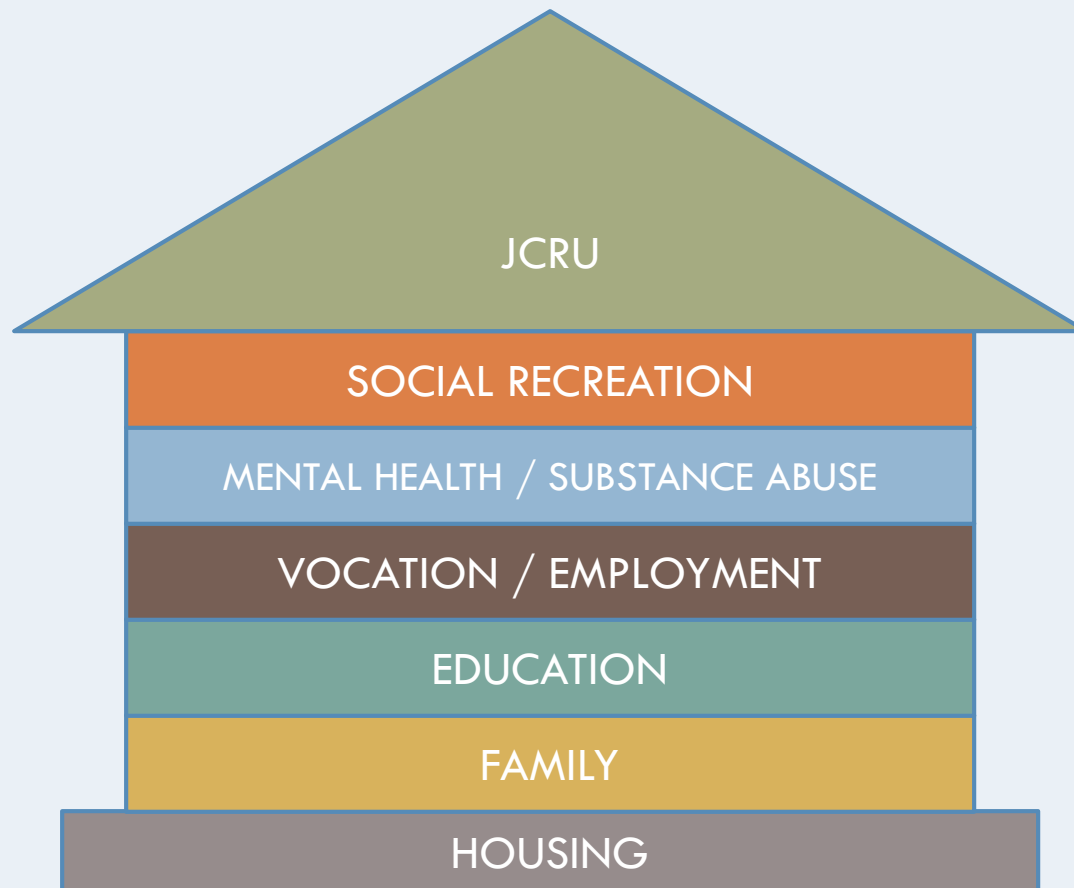 JCRU
SOCIAL RECREATION
MENTAL HEALTH / SUBSTANCE ABUSE
VOCATION / EMPLOYMENT
EDUCATION
FAMILY
HOUSING